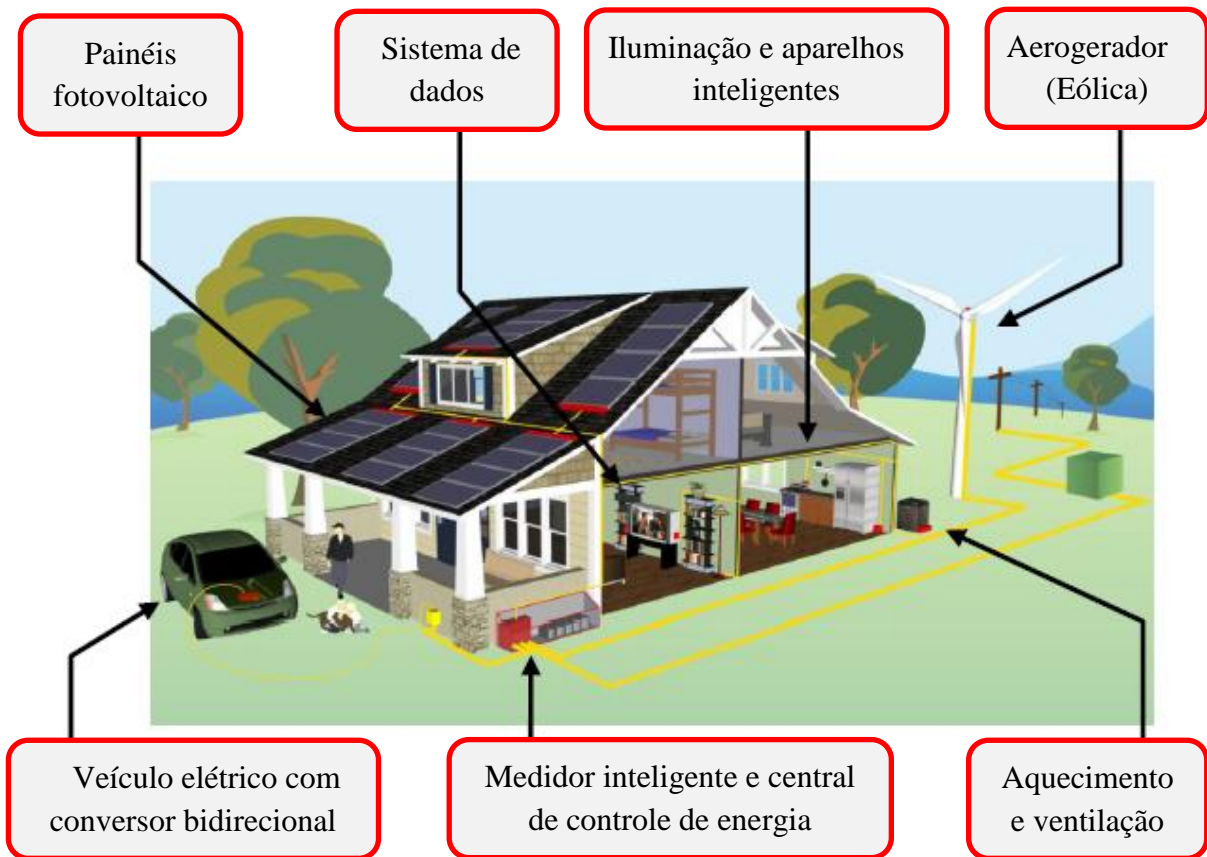 Painéis
fotovoltaico
Sistema de
dados
Iluminação e aparelhos
inteligentes
Aerogerador
(Eólica)
Veículo elétrico com
conversor bidirecional
Medidor inteligente e central
de controle de energia
Aquecimento
e ventilação